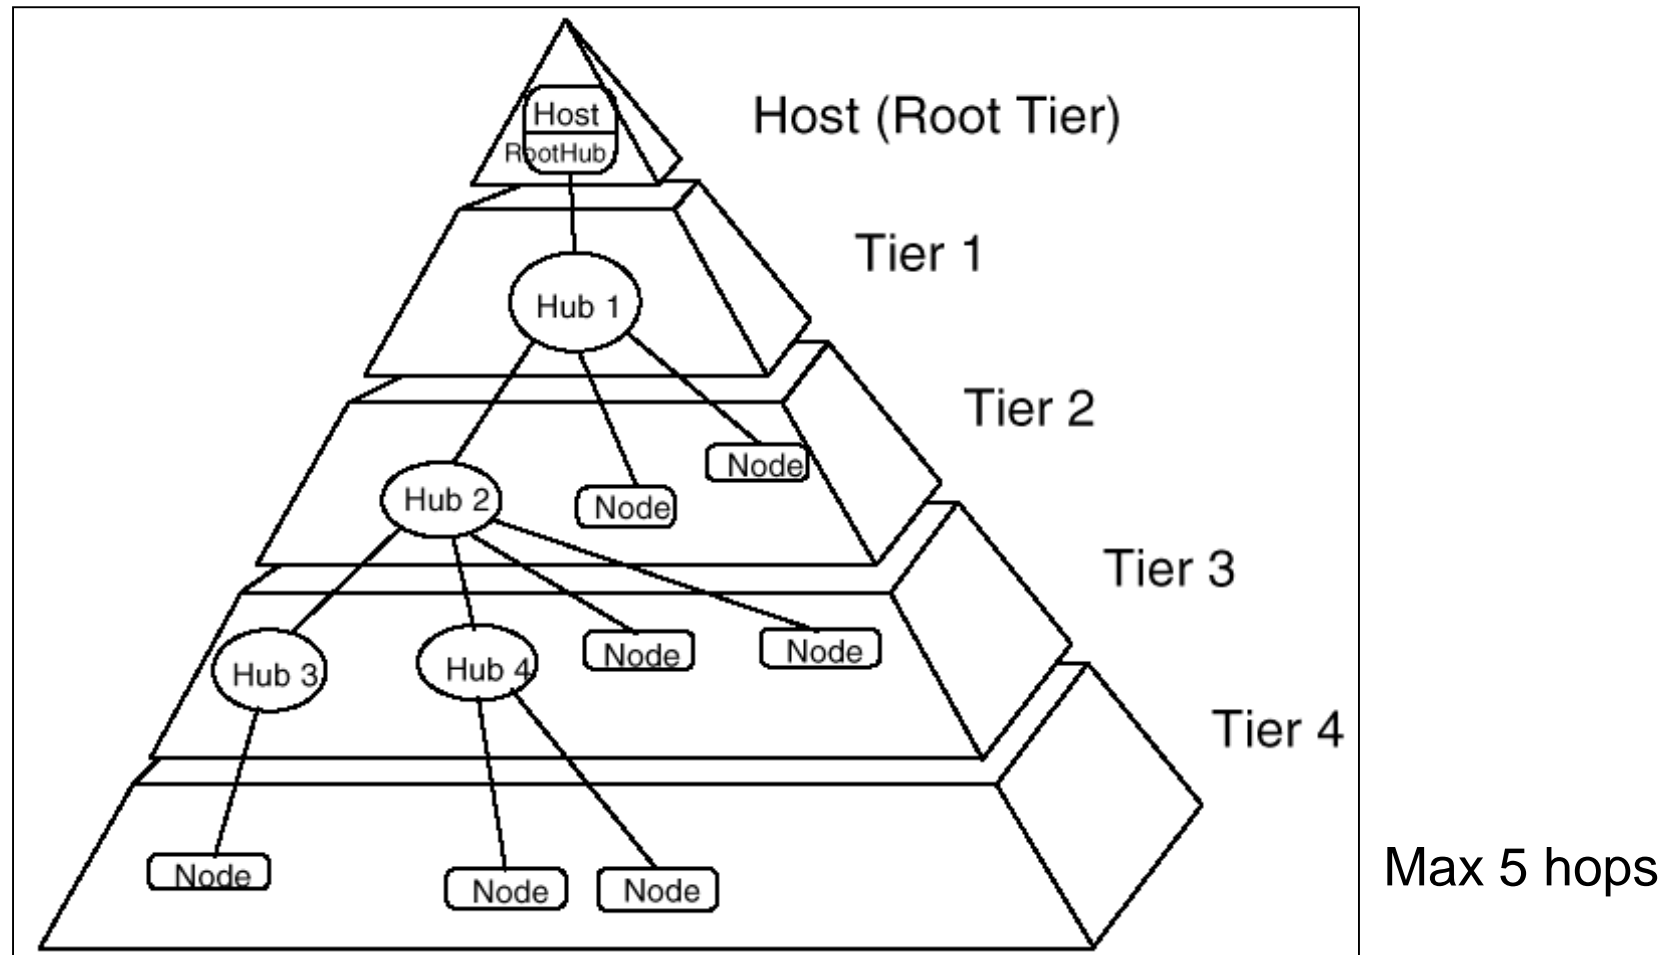 Host
RootHub
Host (Root Tier)
Hub 1
Tier 1
Hub 2
Node
Node
Tier 2
Hub 3
Hub 4
Node
Node
Tier 3
Node
Node
Node
Tier 4
Max 5 hops